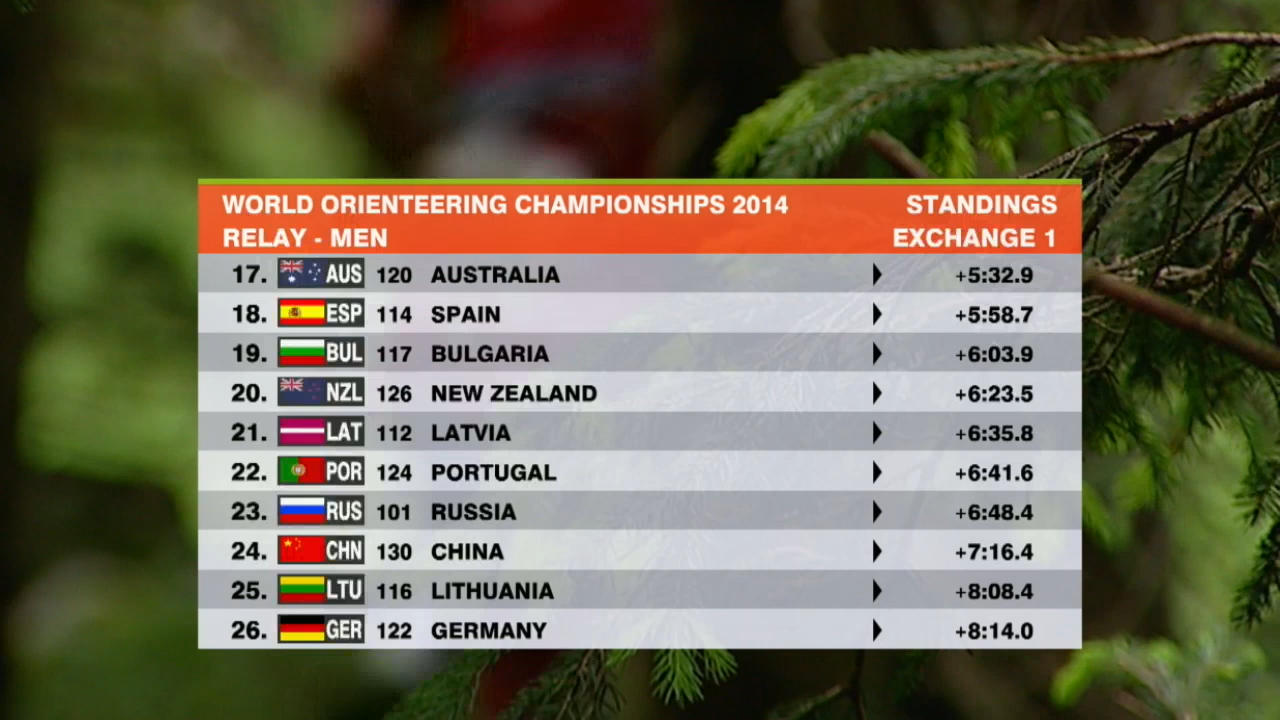 WORLD ORIENTEERING CHAMPIONSHIPS 2014 STANDINGS
RELAY - MEN EXCHANGE 1
17. AUS 120 AUSTRALIA +5:32.9
18. ESP 114 SPAIN +5:58.7
19. BUL 117 BULGARIA +6:03.9
20. NZL 126 NEW ZEALAND +6:23.5
21. LAT 112 LATVIA +6:35.8
22. POR 124 PORTUGAL +6:41.6
23. RUS 101 RUSSIA +6:48.4
24. CHN 130 CHINA +7:16.4
25. LTU 116 LITHUANIA +8:08.4
26. GER 122 GERMANY +8:14.0